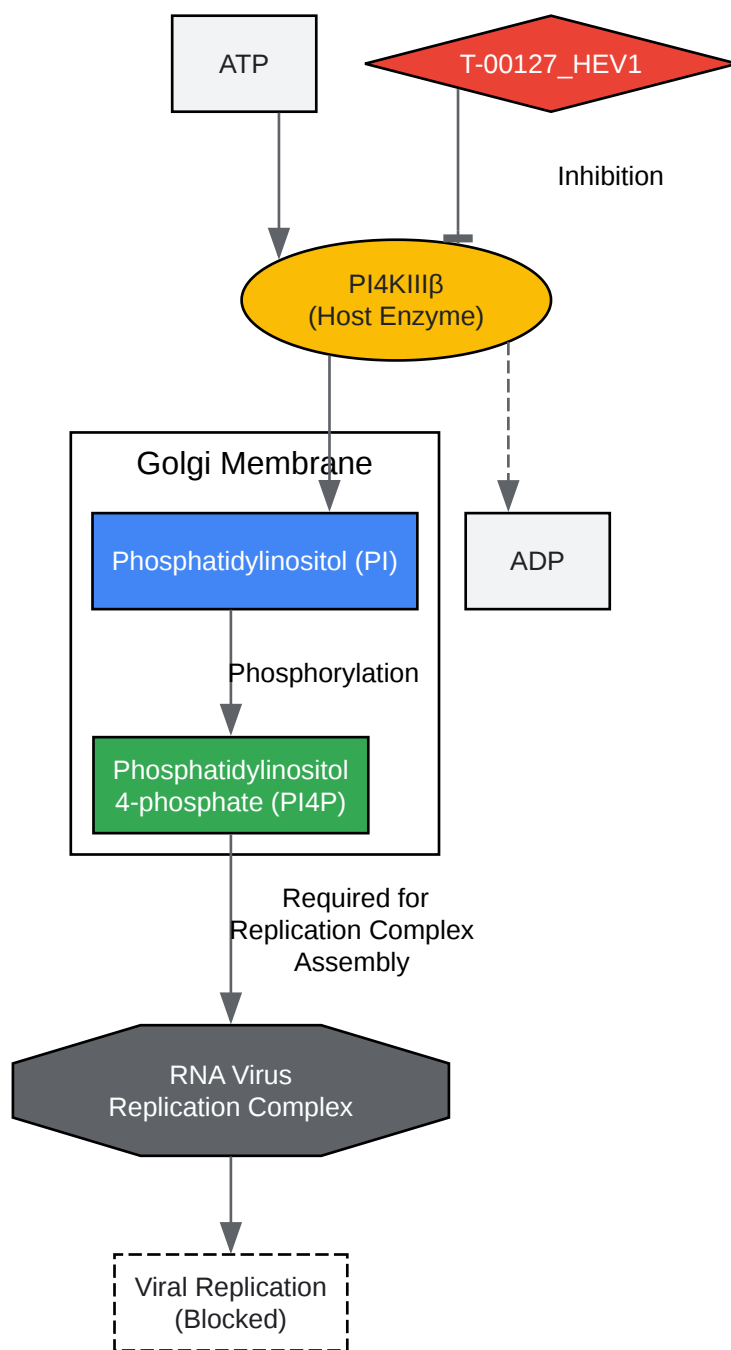 ATP
T-00127_HEV1
Inhibition
PI4KIIIβ
(Host Enzyme)
Golgi Membrane
Phosphatidylinositol (PI)
ADP
Phosphorylation
Phosphatidylinositol
4-phosphate (PI4P)
Required for
Replication Complex
Assembly
RNA Virus
Replication Complex
Viral Replication
(Blocked)